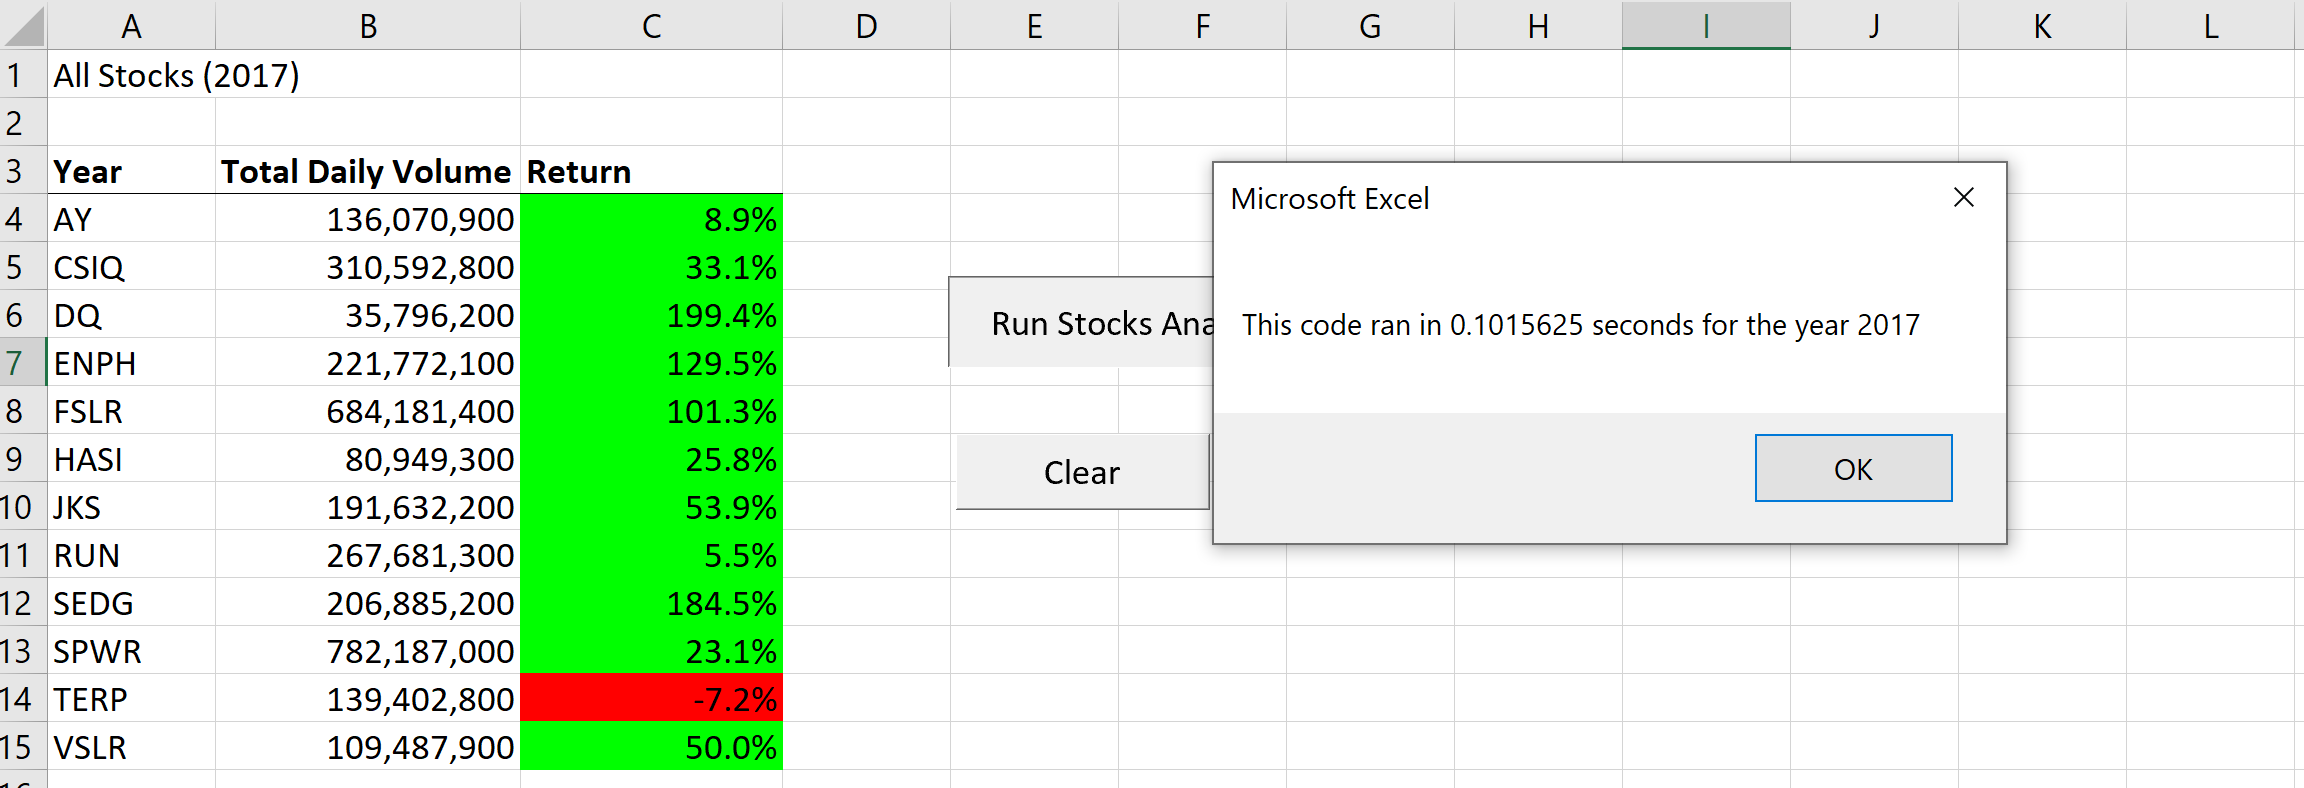 A B C D E F G H I J K L
1 All Stocks (2017)
2
3 Year Total Daily Volume Return
4 AY 136,070,900 8.9%
5 CSIQ 310,592,800 33.1%
6 DQ 35,796,200 199.4%
7 ENPH 221,772,100 129.5%
8 FSLR 684,181,400 101.3%
9 HASI 80,949,300 25.8%
10 JKS 191,632,200 53.9%
11 RUN 267,681,300 5.5%
12 SEDG 206,885,200 184.5%
13 SPWR 782,187,000 23.1%
14 TERP 139,402,800 -7.2%
15 VSLR 109,487,900 50.0%
Run Stocks Ana
Clear
Microsoft Excel
This code ran in 0.1015625 seconds for the year 2017
OK